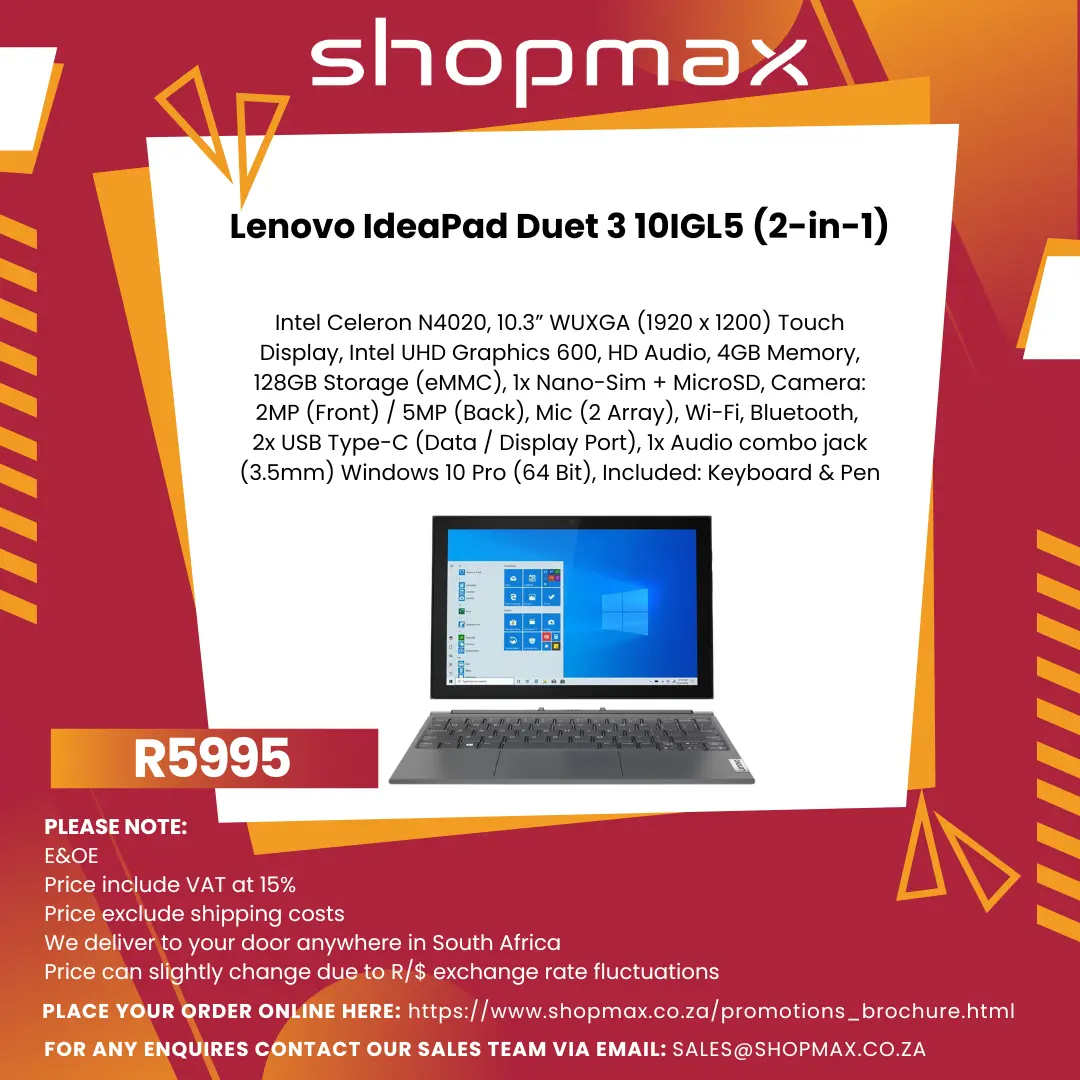 shopmax
Lenovo IdeaPad Duet 3 10IGL5 (2-in-1)
Intel Celeron N4020, 10.3” WUXGA (1920 x 1200) Touch
Display, Intel UHD Graphics 600, HD Audio, 4GB Memory,
128GB Storage (eMMC), 1x Nano-Sim + MicroSD, Camera:
2MP (Front) / 5MP (Back), Mic (2 Array), Wi-Fi, Bluetooth,
2x USB Type-C (Data / Display Port), 1x Audio combo jack
(3.5mm) Windows 10 Pro (64 Bit), Included: Keyboard & Pen
Lenovo
R5995
PLEASE NOTE:
E&OE
Price include VAT at 15%
Price exclude shipping costs
We deliver to your door anywhere in South Africa
Price can slightly change due to R/$ exchange rate fluctuations
PLACE YOUR ORDER ONLINE HERE: https://www.shopmax.co.za/promotions_brochure.html
FOR ANY ENQUIRES CONTACT OUR SALES TEAM VIA EMAIL: SALES@SHOPMAX.CO.ZA